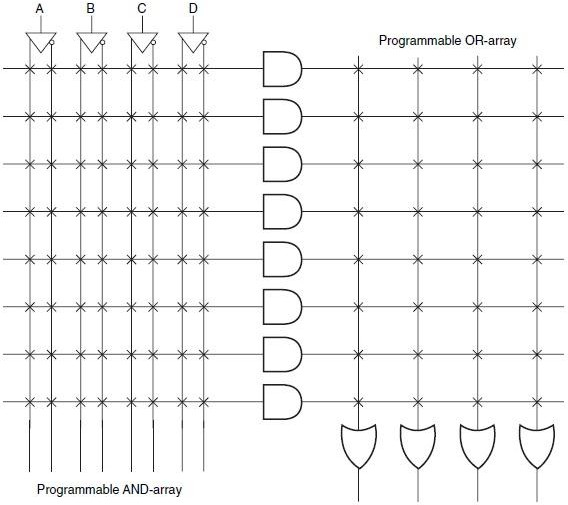 A B C D
Programmable OR-array
Programmable AND-array